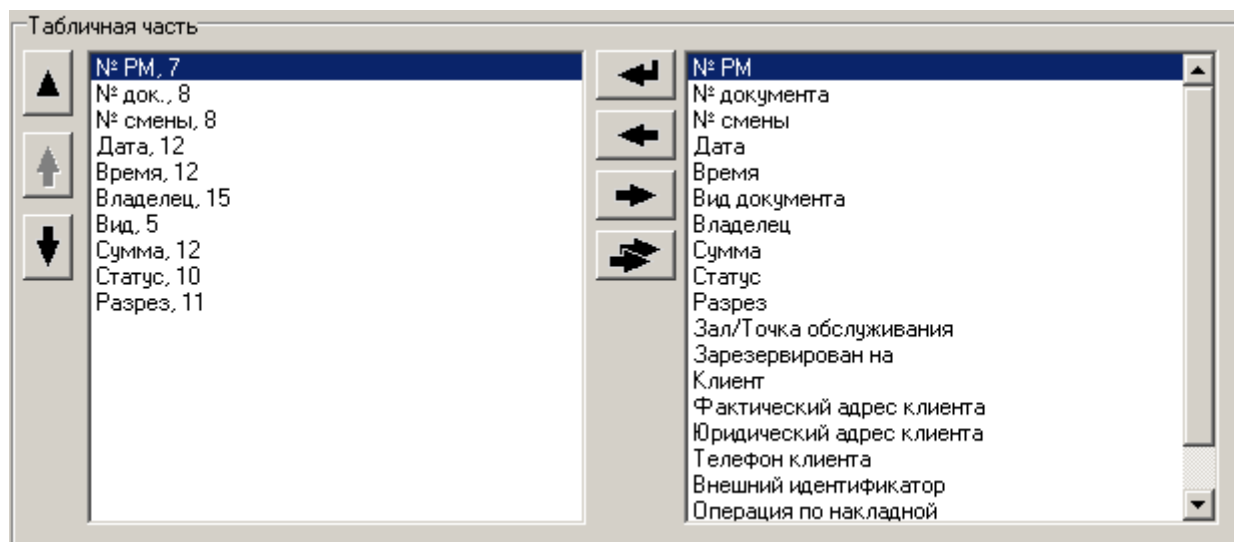 Табличная часть
№ РМ, 7
№ док., 8
№ смены, 8
Дата, 12
Время, 12
Владелец, 15
Вид, 5
Сумма, 12
Статус, 10
Разрез, 11
№ РМ
№ документа
№ смены
Дата
Время
Вид документа
Владелец
Сумма
Статус
Разрез
Зал/Точка обслуживания
Зарезервирован на
Клиент
Фактический адрес клиента
Юридический адрес клиента
Телефон клиента
Внешний идентификатор
Операция по накладной